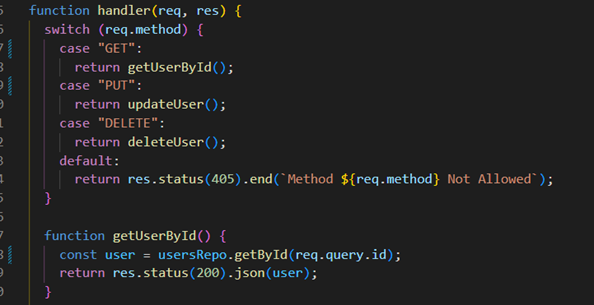 function handler(req, res) {
  switch (req.method) {
    case "GET":
      return getUserById();
    case "PUT":
      return updateUser();
    case "DELETE":
      return deleteUser();
    default:
      return res.status(405).end(`Method ${req.method} Not Allowed`);
  }

  function getUserById() {
    const user = usersRepo.getById(req.query.id);
    return res.status(200).json(user);
  }